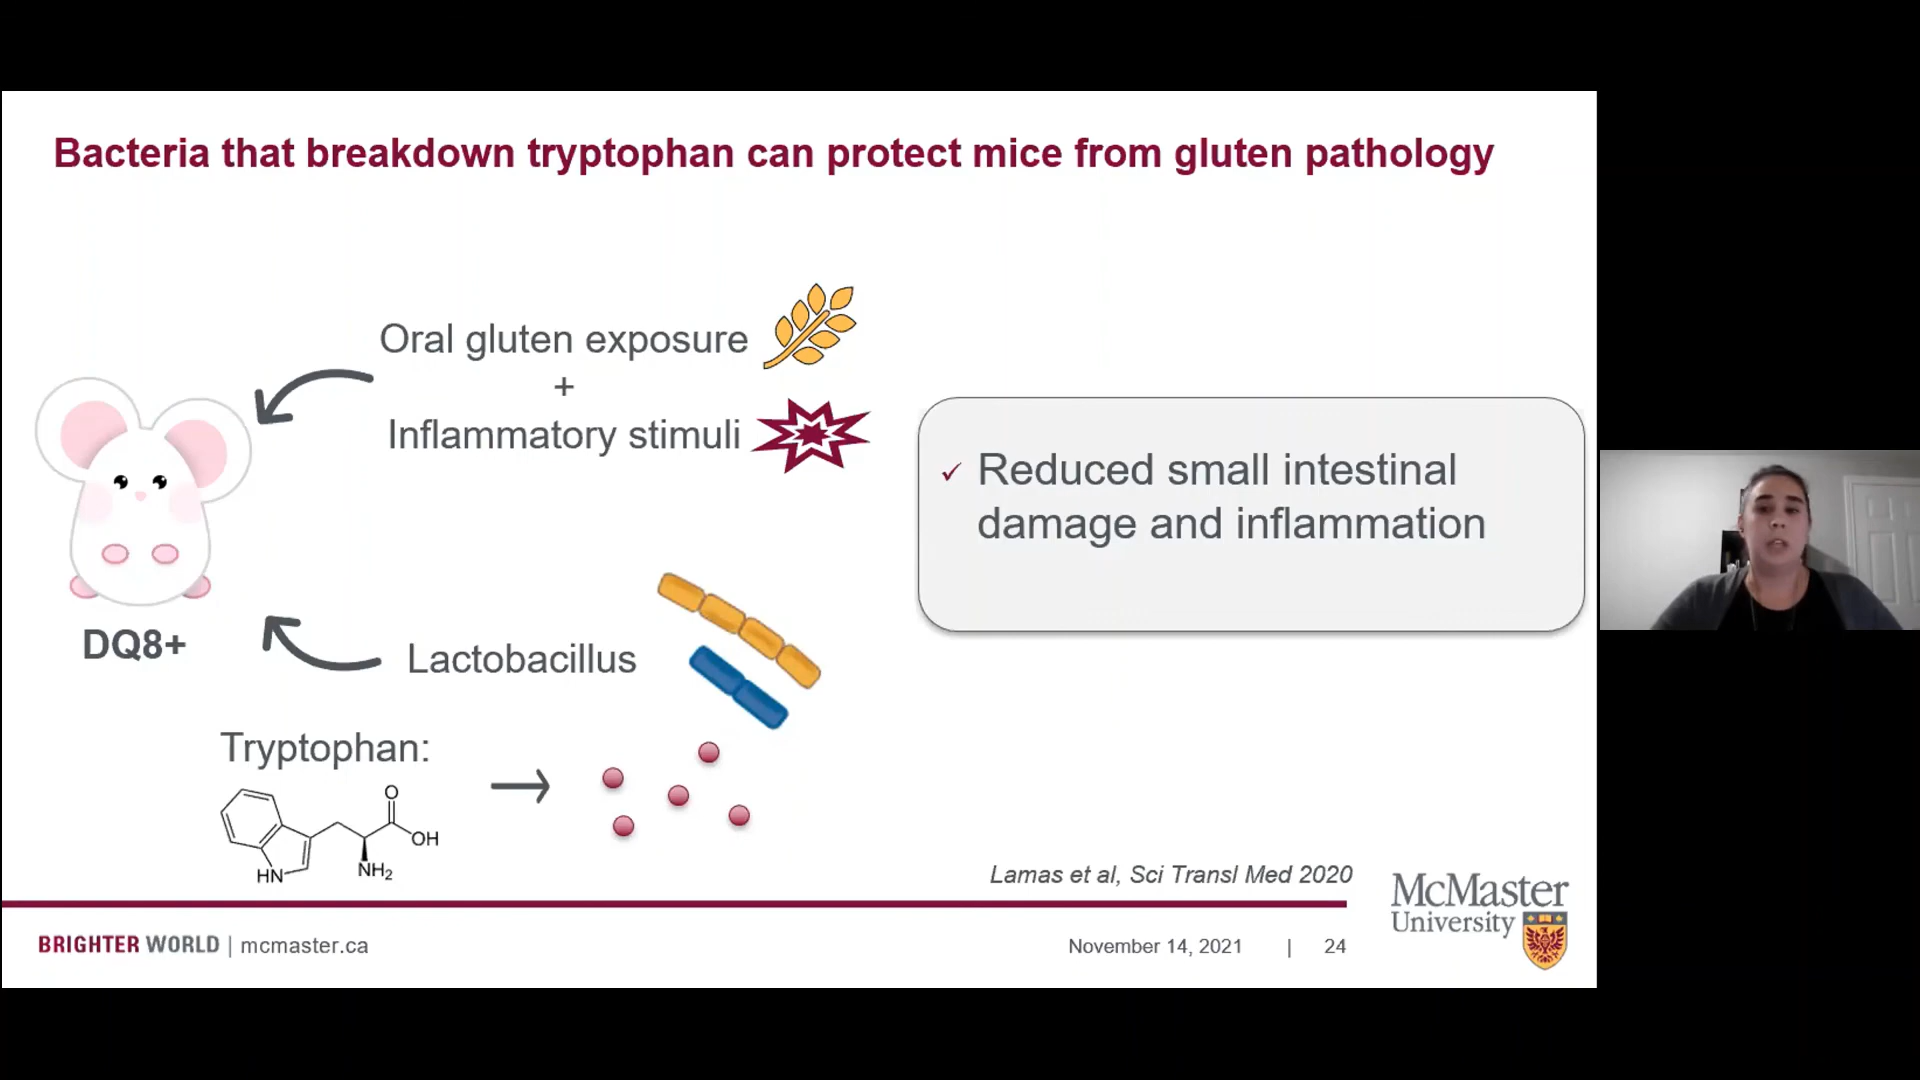 Bacteria that breakdown tryptophan can protect mice from gluten pathology
Oral gluten exposure
+
Inflammatory stimuli
DQ8+
Lactobacillus
Tryptophan:
O
OH
NH₂
HN
✓ Reduced small intestinal
damage and inflammation
Lamas et al, Sci Transl Med 2020
BRIGHTER WORLD | mcmaster.ca
November 14, 2021 | 24
McMaster
University